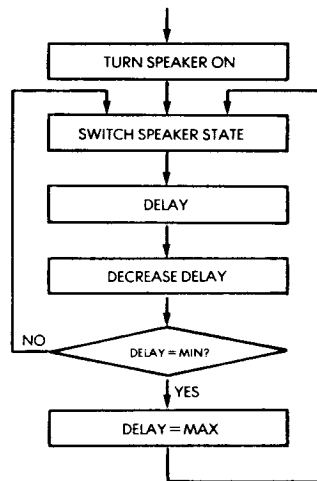 TURN SPEAKER ON
SWITCH SPEAKER STATE
DELAY
DECREASE DELAY
NO
DELAY = MIN?
YES
DELAY = MAX